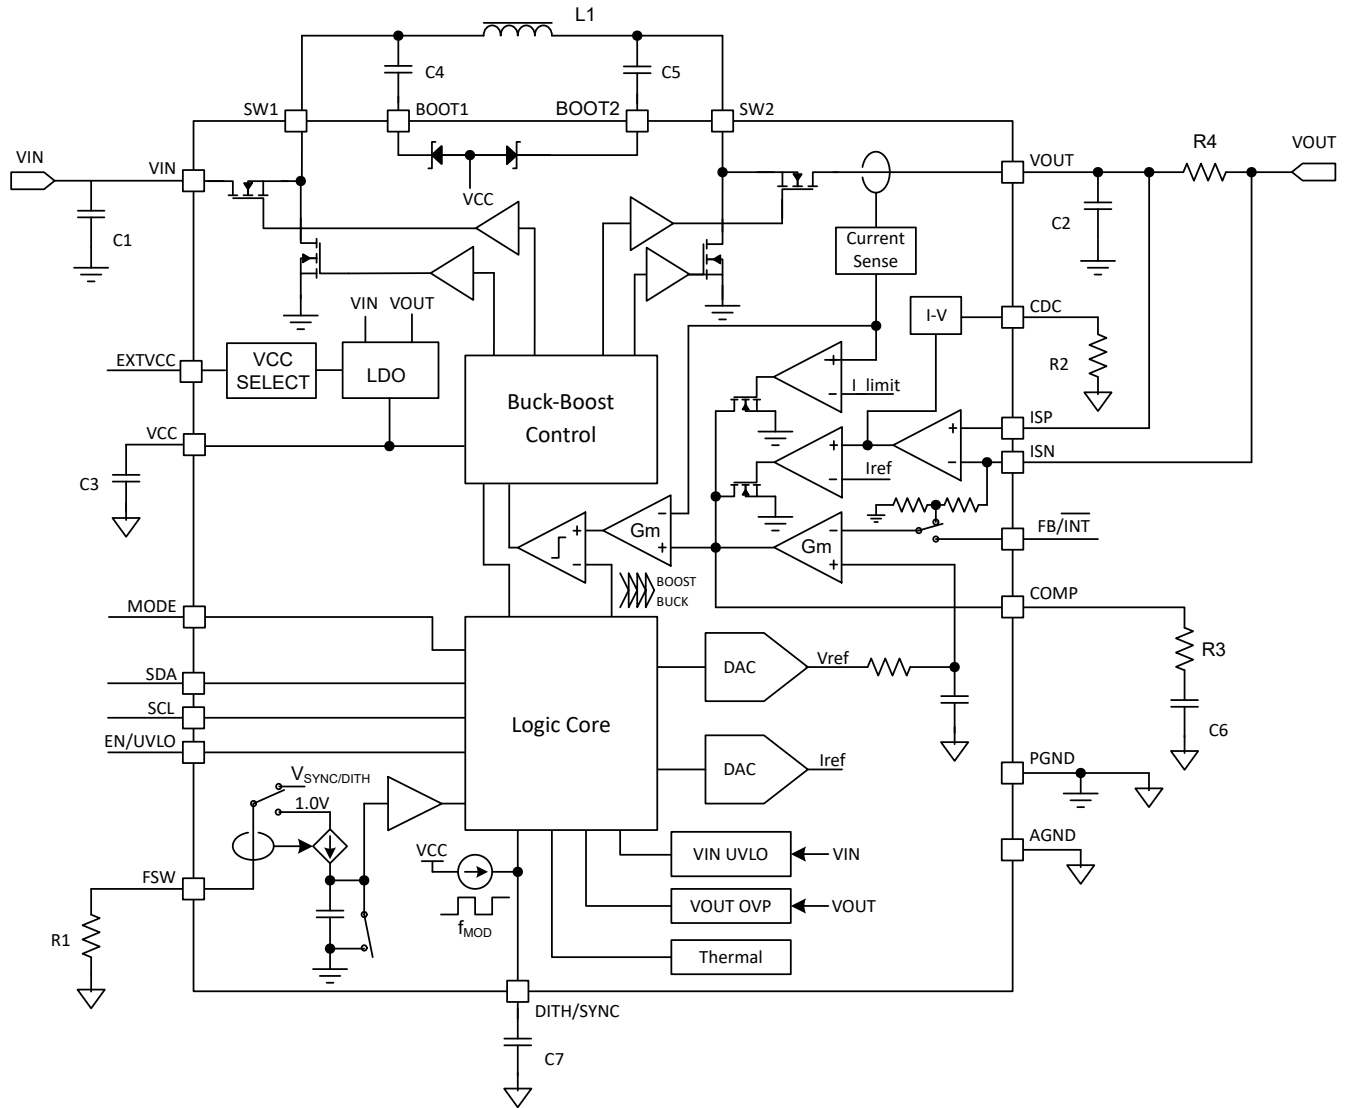 L1
C4
C5
SW1
BOOT1
BOOT2
SW2
VIN
VIN
VOUT
R4
VOUT
VCC
C1
C2
Current
Sense
VIN
VOUT
I-V
CDC
EXTVCC
VCC
SELECT
LDO
R2
Buck-Boost
Control
+
−
I_limit
VCC
+
−
Iref
+
−
ISP
ISN
C3
Gm
−
+
+
−
Gm
−
+
FB/INT
BOOST
BUCK
MODE
COMP
R3
C6
SDA
SCL
EN/UVLO
Logic Core
DAC
Vref
DAC
Iref
PGND
AGND
VSYNC/DITH
1.0V
FSW
R1
VCC
fMOD
VIN UVLO
VIN
VOUT OVP
VOUT
Thermal
DITH/SYNC
C7